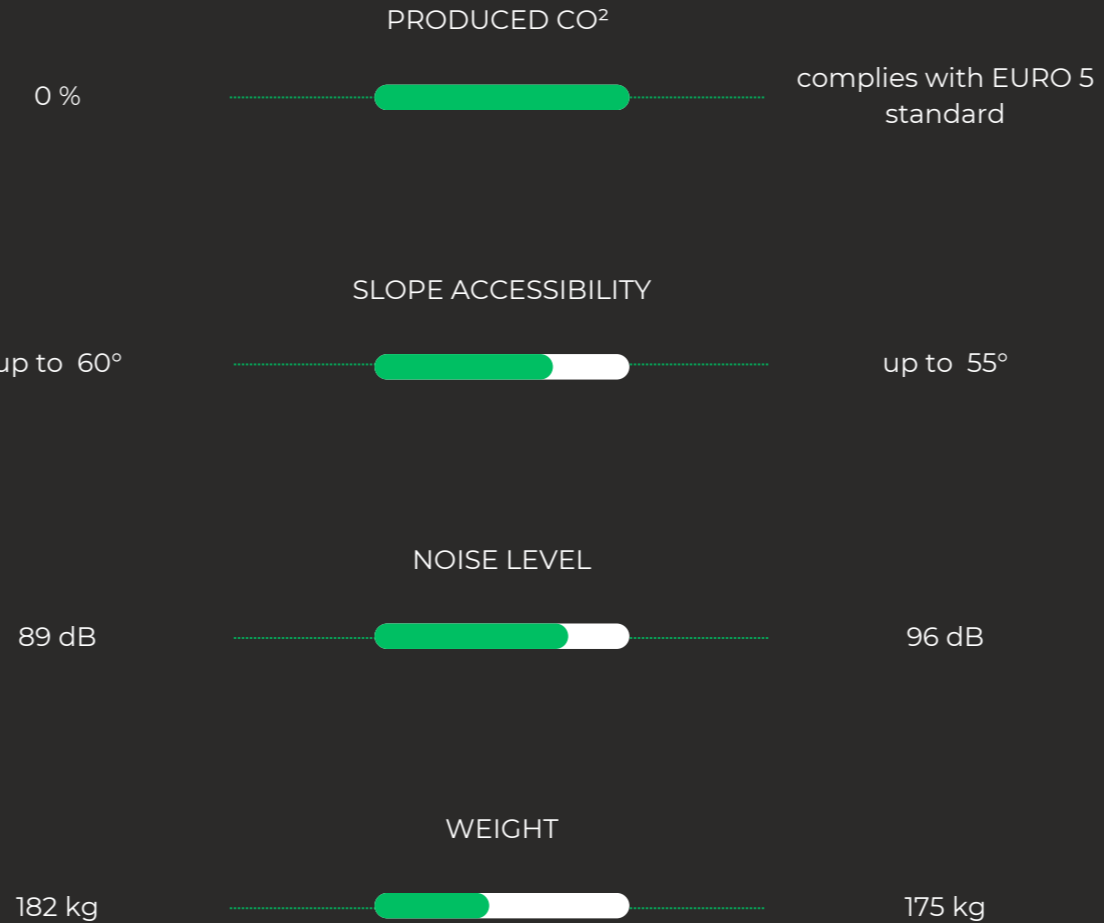 PRODUCED CO²
0 %
complies with EURO 5
standard
SLOPE ACCESSIBILITY
up to 60°
up to 55°
NOISE LEVEL
89 dB
96 dB
WEIGHT
182 kg
175 kg